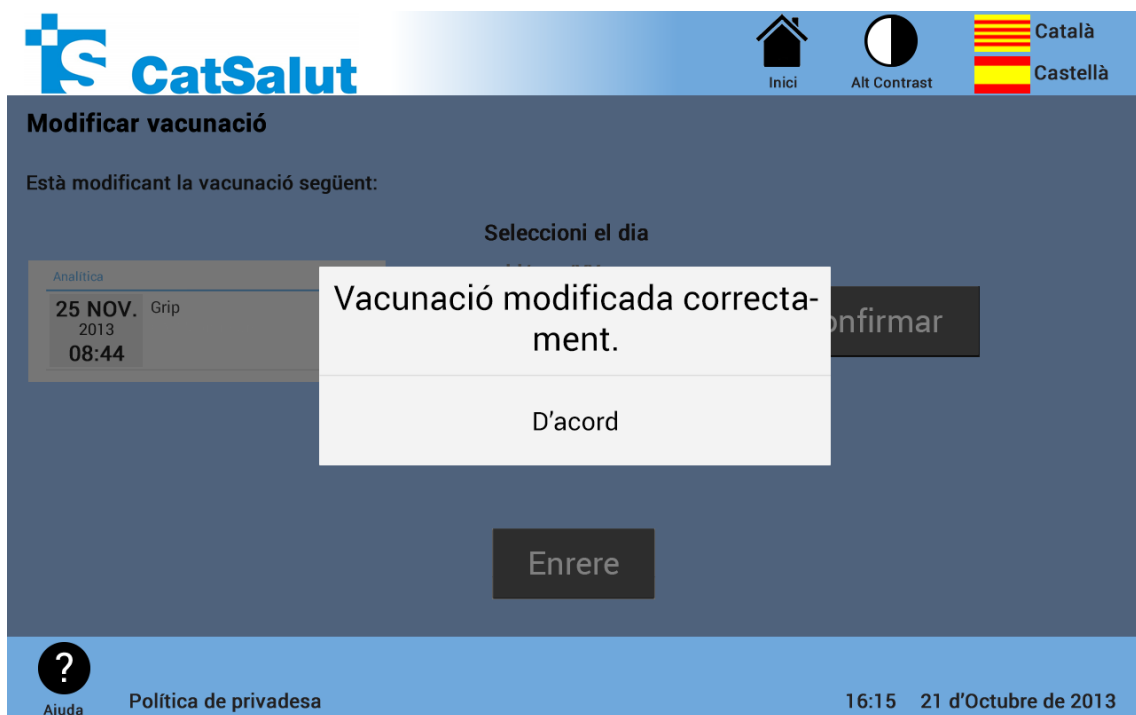 CatSalut
Inici
Alt Contrast
Català
Castellà
Modificar vacunació
Està modificant la vacunació següent:
Seleccioni el dia
Analítica
25 NOV.
2013
08:44
Grip
Vacunació modificada correcta-
ment.
D'acord
onfirmar
Enrere
?
Ajuda
Política de privadesa
16:15 21 d'Octubre de 2013